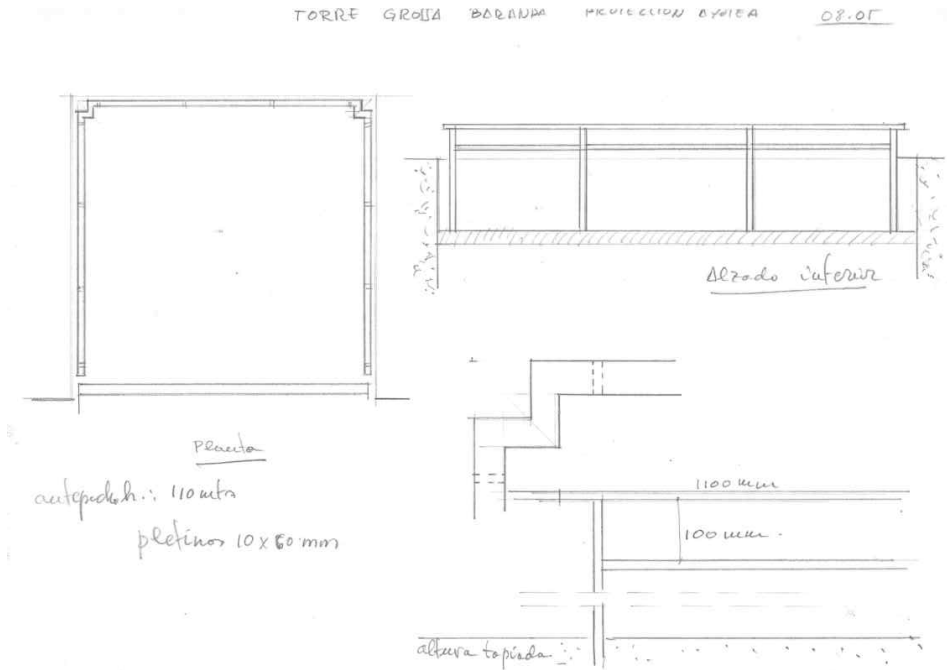 TORRE GROSSA BARANDA PROTECCION 08.05
Alzado inferior
Planta
antepecho h.: 110 mts
pletinas 10 x 60 mm
1100 mm
100 mm.
altura tapiada